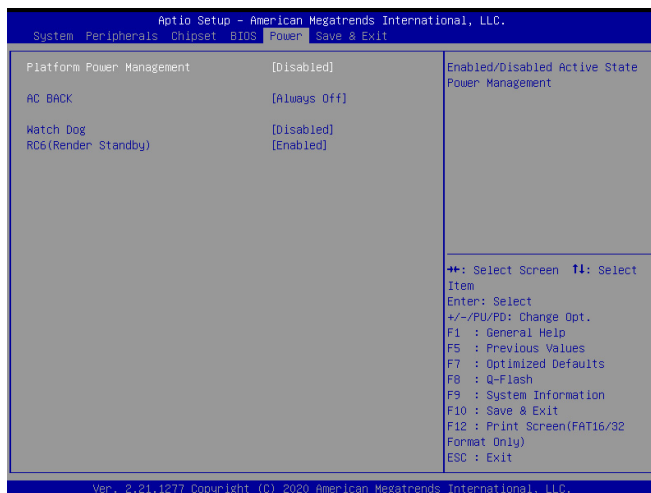 Aptio Setup – American Megatrends International, LLC.
System Peripherals Chipset BIOS Power Save & Exit
Platform Power Management [Disabled]
AC BACK [Always Off]
Watch Dog [Disabled]
RC6(Render Standby) [Enabled]
Enabled/Disabled Active State
Power Management
→←: Select Screen ↑↓: Select
Item
Enter: Select
+/-/PU/PD: Change Opt.
F1 : General Help
F5 : Previous Values
F7 : Optimized Defaults
F8 : Q-Flash
F9 : System Information
F10 : Save & Exit
F12 : Print Screen(FAT16/32
Format Only)
ESC : Exit
Ver. 2.21.1277 Copyright (C) 2020 American Megatrends International, LLC.